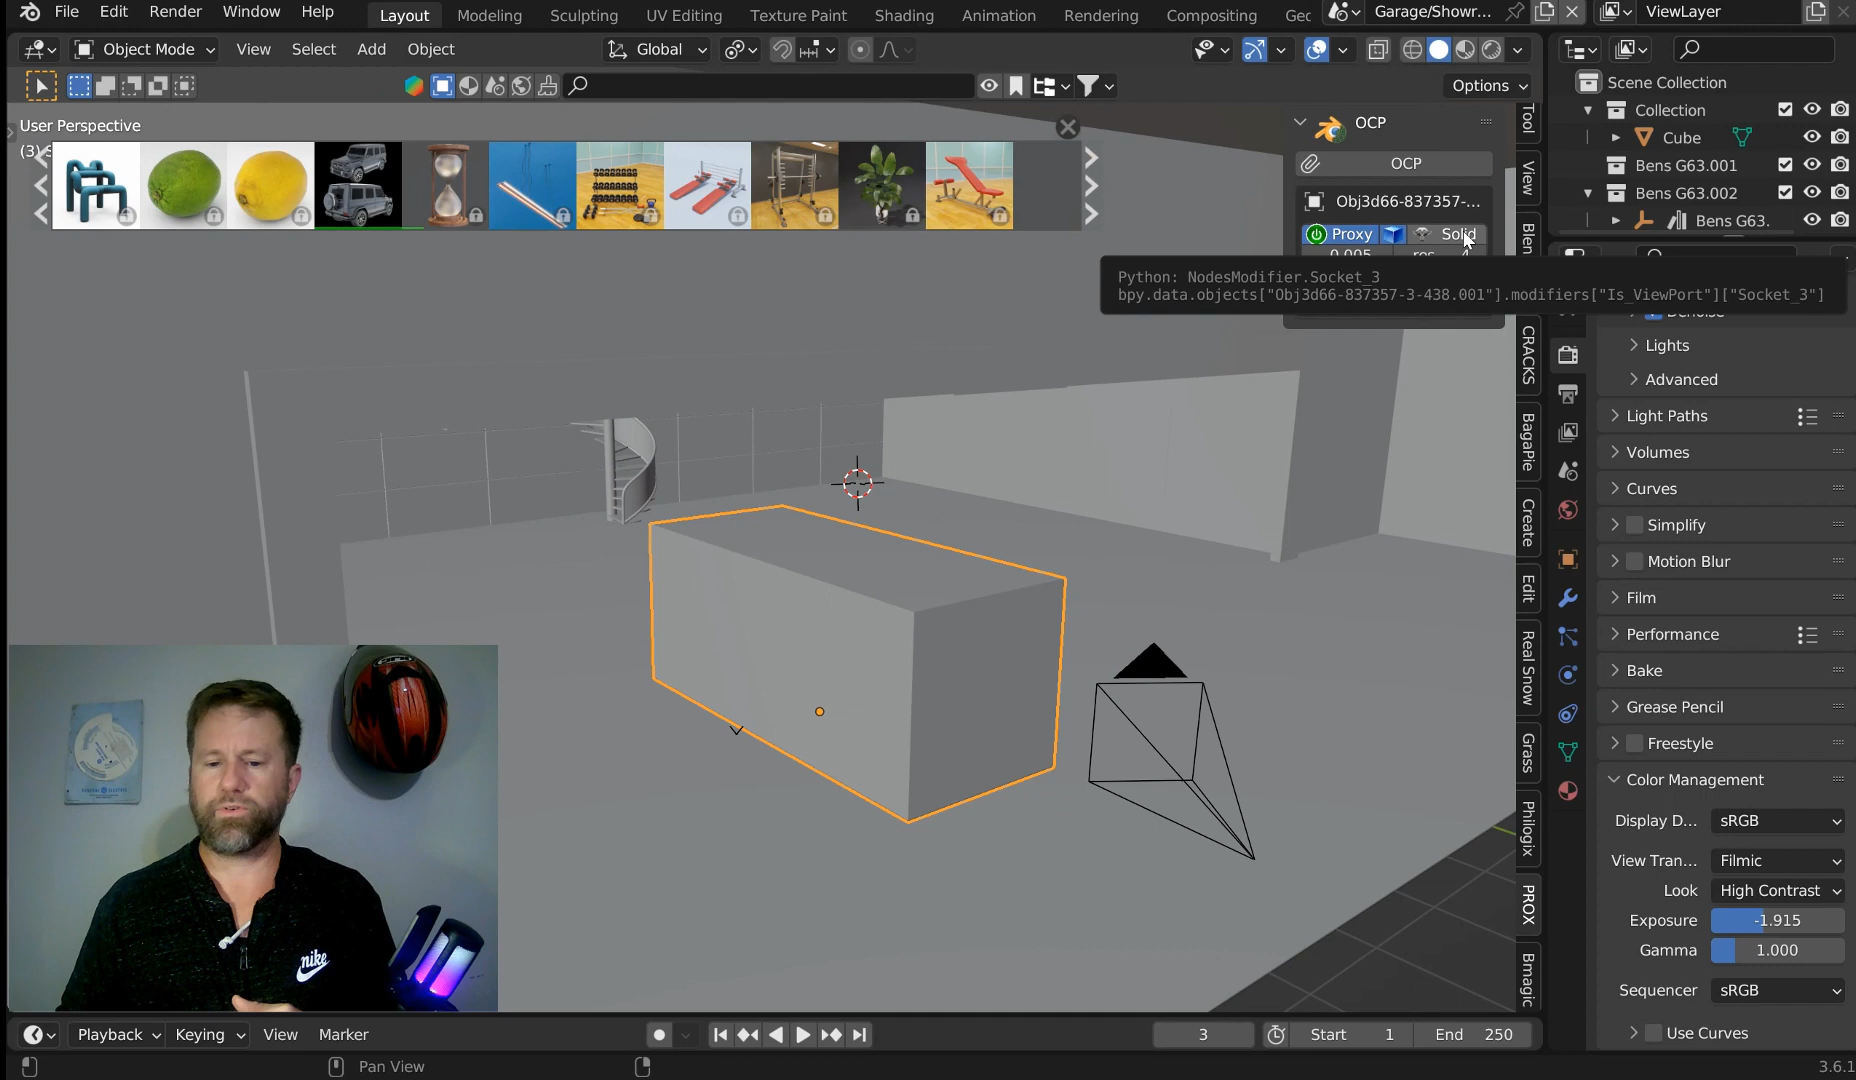 File Edit Render Window Help Layout Modeling Sculpting UV Editing Texture Paint Shading Animation Rendering Compositing Geo Garage/Showr... ViewLayer
Object Mode View Select Add Object Global
Options
User Perspective
(3) S
OCP
OCP
Obj3d66-837357-...
Proxy Solid
0.005 res 4
Python: NodesModifier.Socket_3
bpy.data.objects["Obj3d66-837357-3-438.001"].modifiers["Is_ViewPort"]["Socket_3"]
Tool
View
Blen
CRACKS
BagaPie
Create
Edit
Real Snow
Grass
Philogix
PROX
Bmagic
Scene Collection
Collection
Cube
Bens G63.001
Bens G63.002
Bens G63.
Denoise
Lights
Advanced
Light Paths
Volumes
Curves
Simplify
Motion Blur
Film
Performance
Bake
Grease Pencil
Freestyle
Color Management
Display D... sRGB
View Tran... Filmic
Look High Contrast
Exposure -1.915
Gamma 1.000
Sequencer sRGB
Use Curves
nike
Playback Keying View Marker 3 Start 1 End 250
Pan View 3.6.1